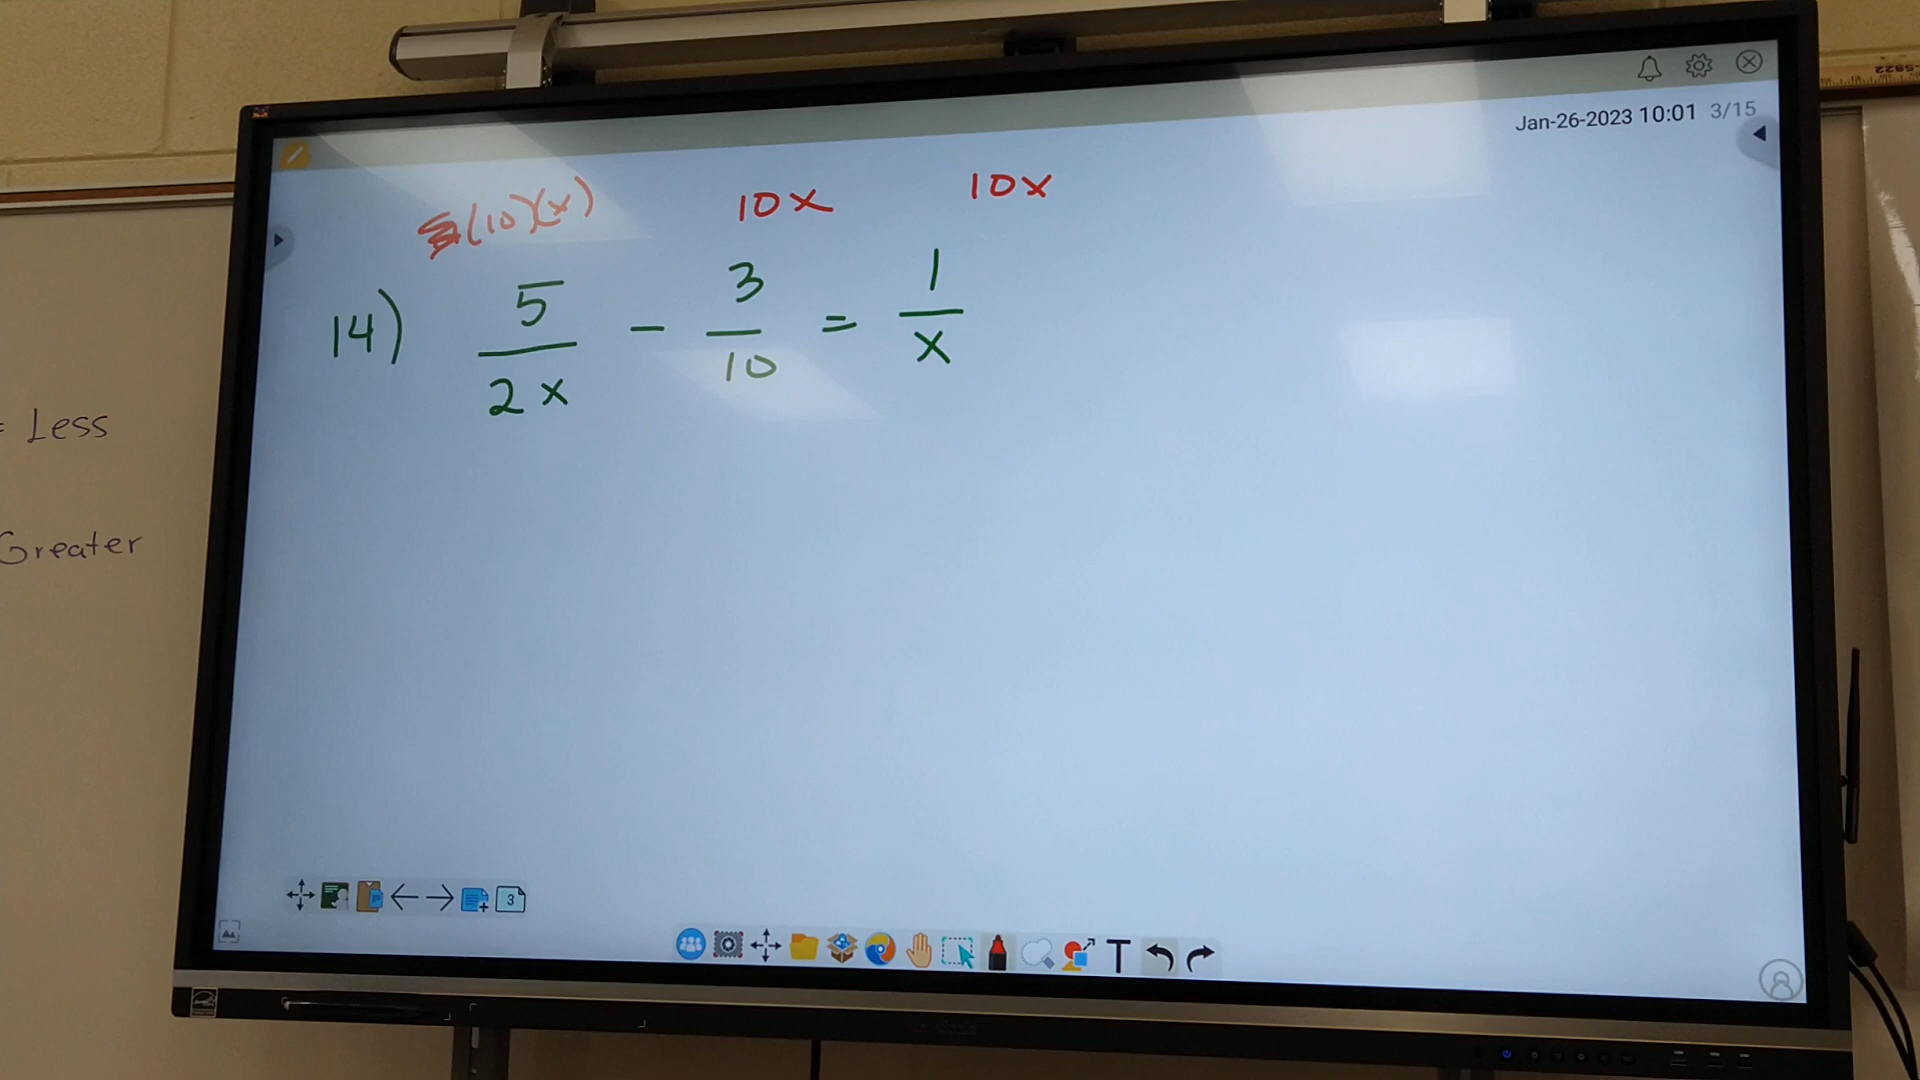 Jan-26-2023 10:01 3/15
(10)(x) 10x 10x
14) 5/2x - 3/10 = 1/x
= Less
Greater
3
T